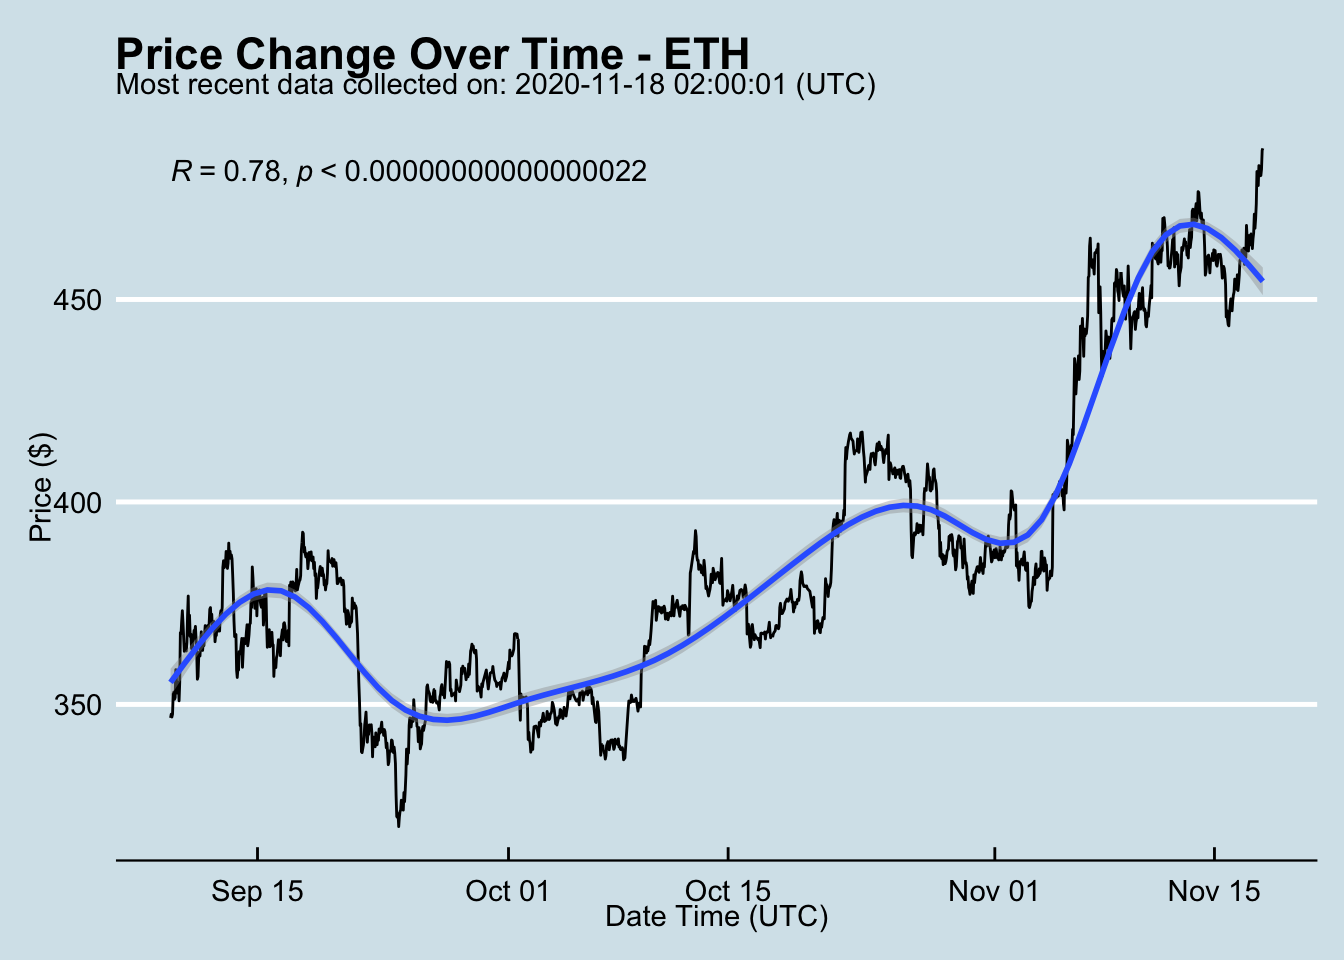 Price Change Over Time - ETH
Most recent data collected on: 2020-11-18 02:00:01 (UTC)
R = 0.78, p < 0.00000000000000022
450
400
350
Price ($)
Sep 15
Oct 01
Oct 15
Nov 01
Nov 15
Date Time (UTC)